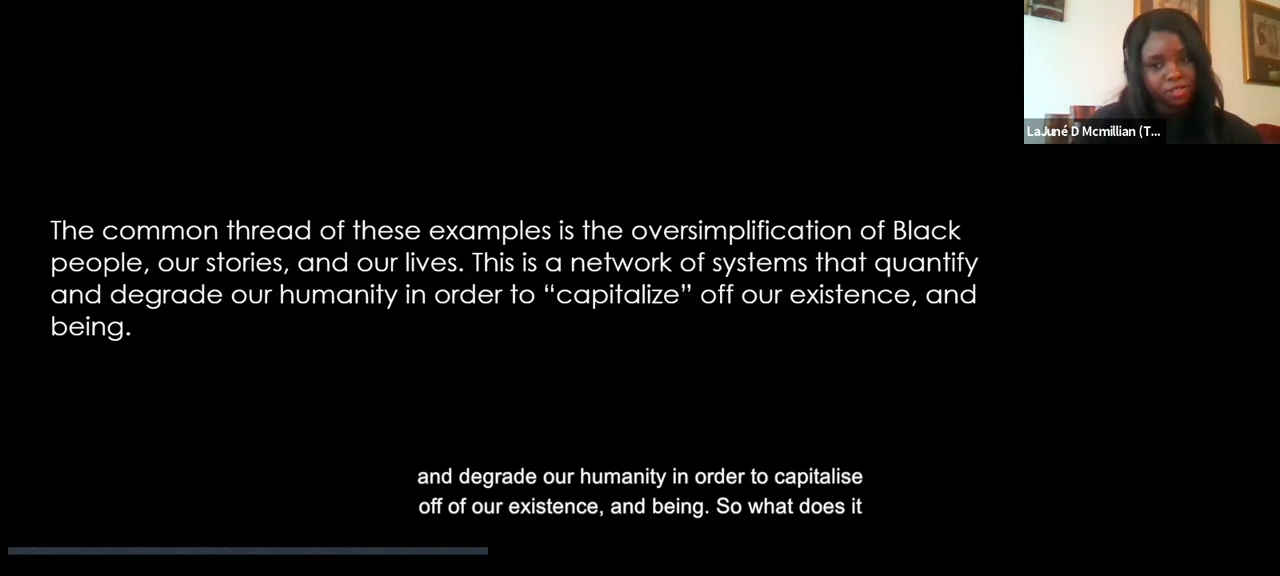 LaJuné D Mcmillian (T...
The common thread of these examples is the oversimplification of Black
people, our stories, and our lives. This is a network of systems that quantify
and degrade our humanity in order to “capitalize” off our existence, and
being.
and degrade our humanity in order to capitalise
off of our existence, and being. So what does it